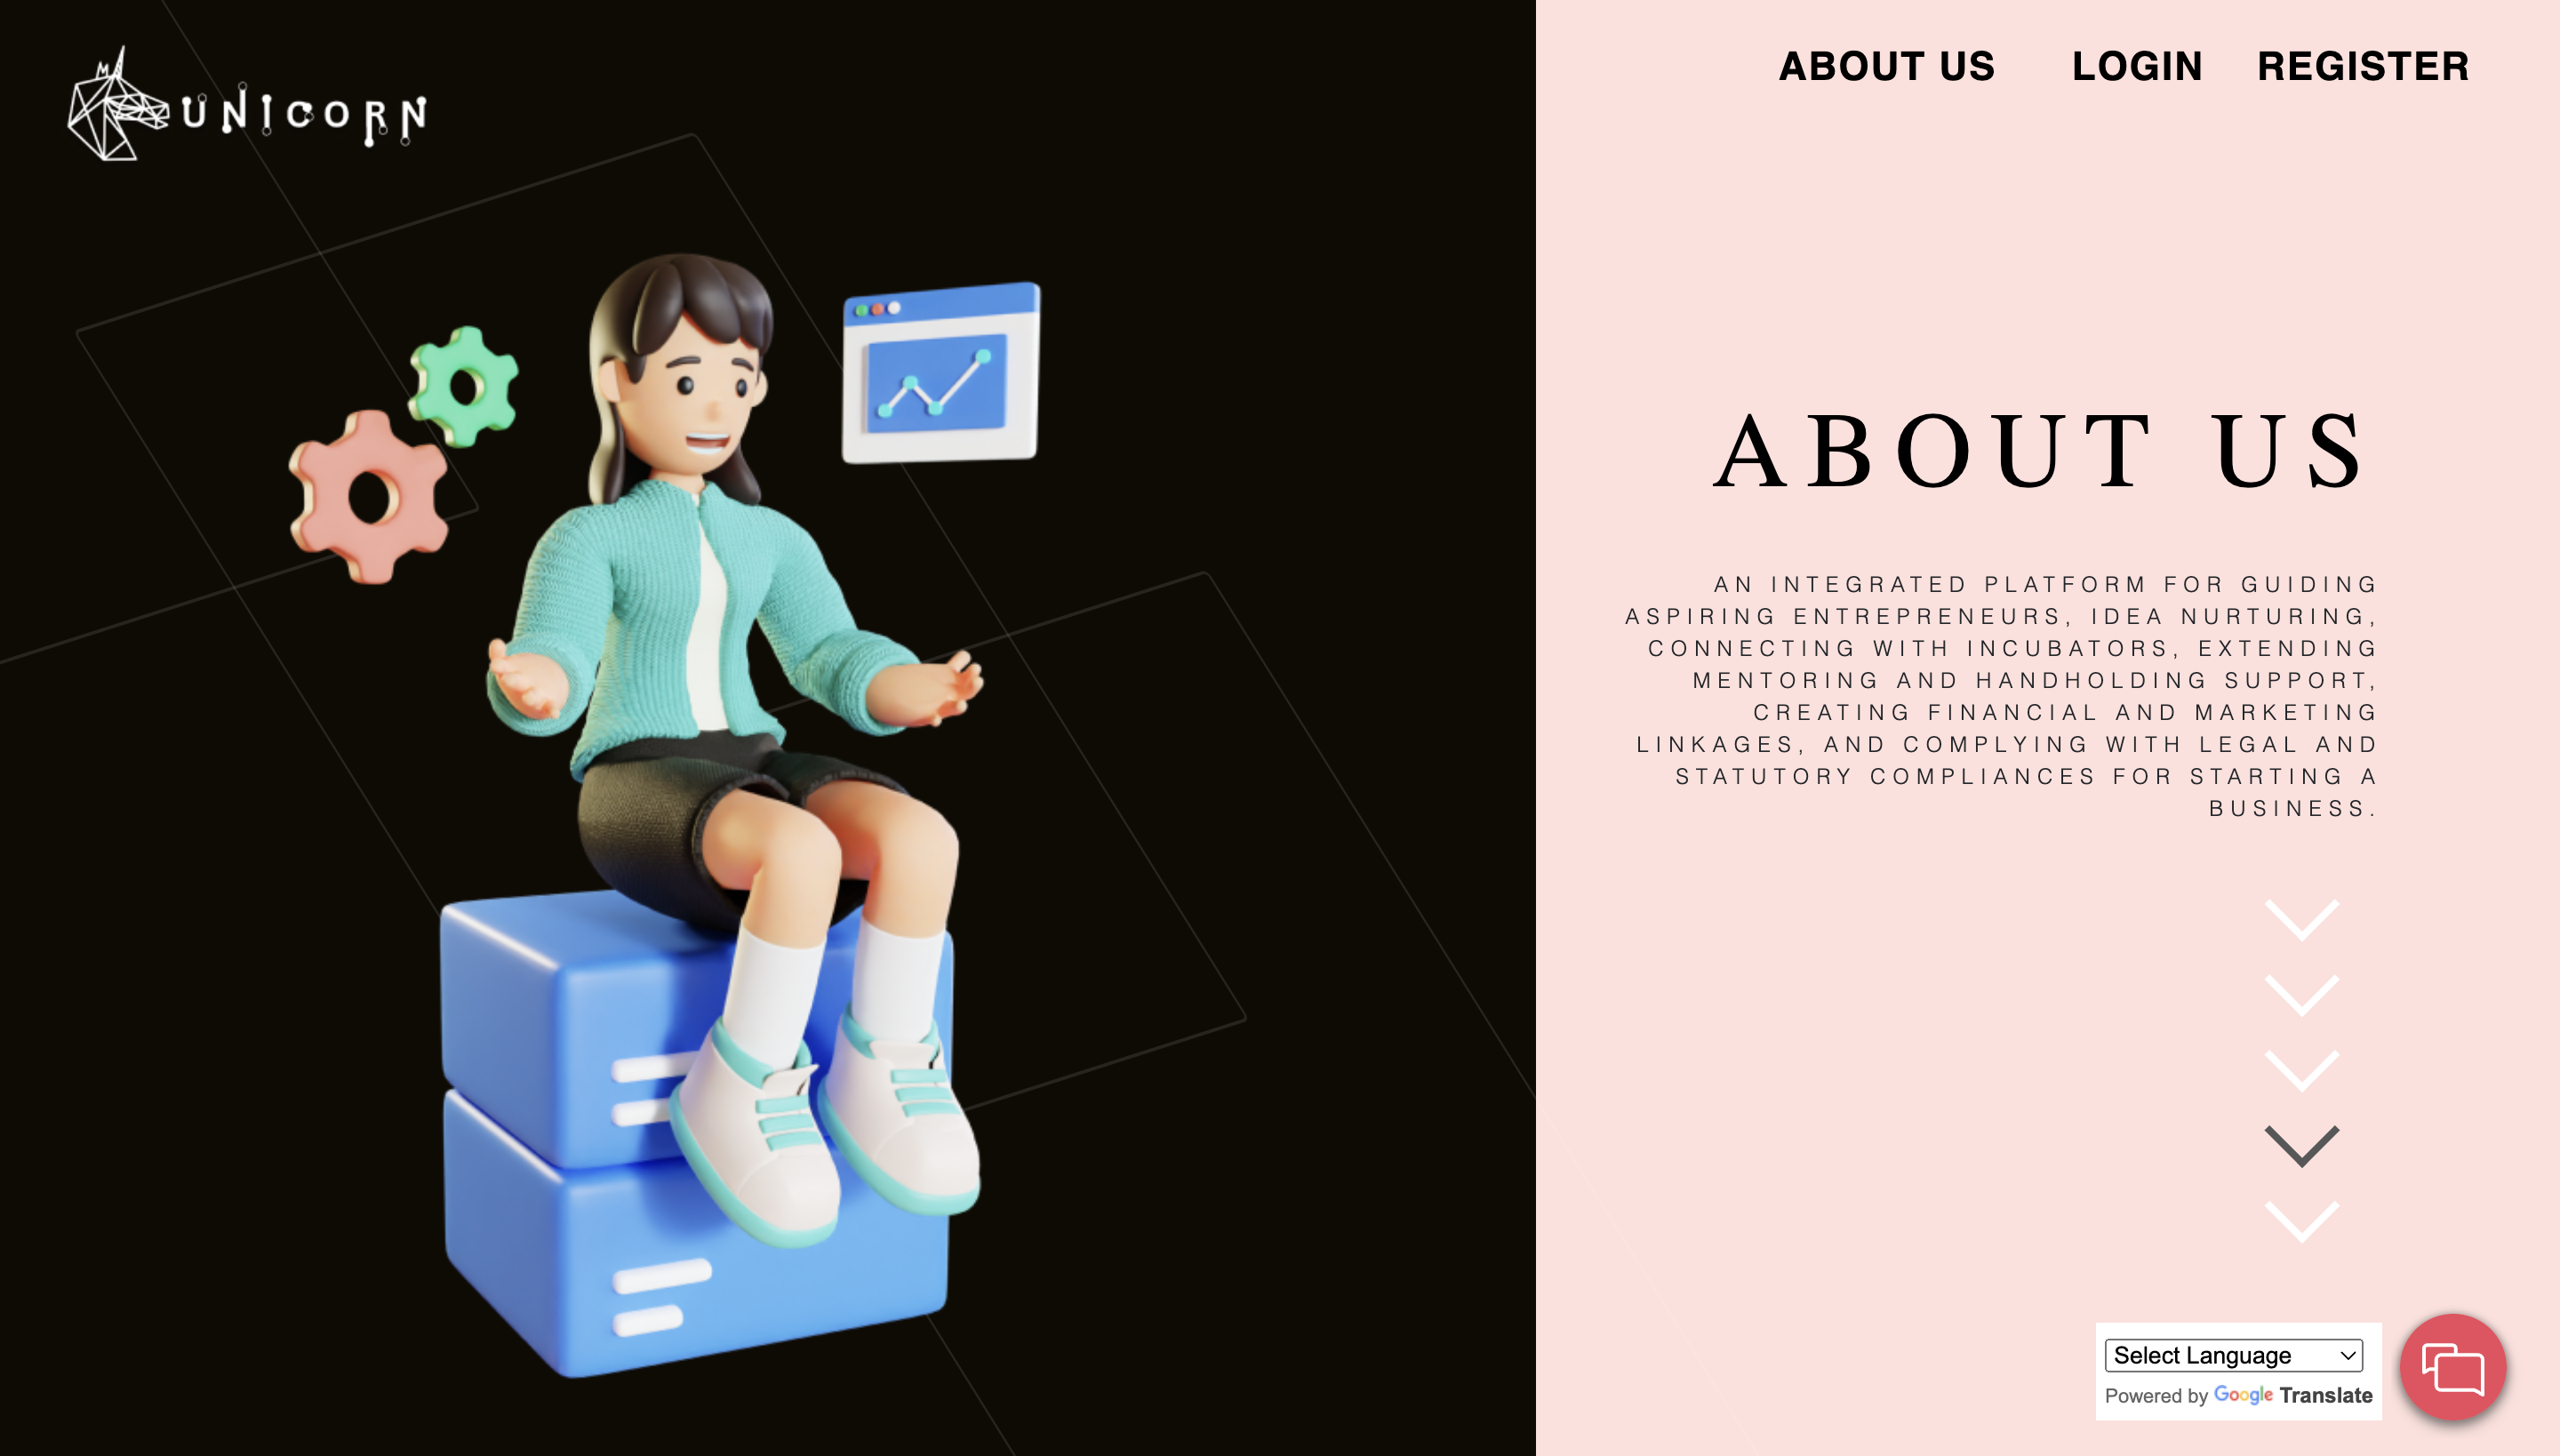 UNICORN
ABOUT US LOGIN REGISTER
ABOUT US
AN INTEGRATED PLATFORM FOR GUIDING
ASPIRING ENTREPRENEURS, IDEA NURTURING,
CONNECTING WITH INCUBATORS, EXTENDING
MENTORING AND HANDHOLDING SUPPORT,
CREATING FINANCIAL AND MARKETING
LINKAGES, AND COMPLYING WITH LEGAL AND
STATUTORY COMPLIANCES FOR STARTING A
BUSINESS.
Select Language
Powered by Google Translate